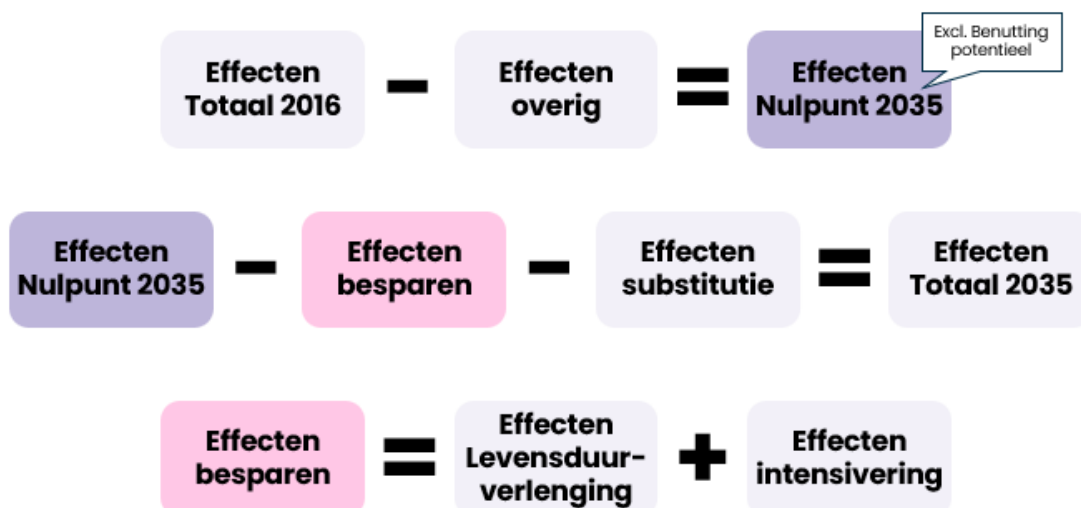 Excl. Benutting
potentieel
Effecten
Totaal 2016
-
Effecten
overig
=
Effecten
Nulpunt 2035
Effecten
Nulpunt 2035
-
Effecten
besparen
-
Effecten
substitutie
=
Effecten
Totaal 2035
Effecten
besparen
=
Effecten
Levensduur-
verlenging
+
Effecten
intensivering